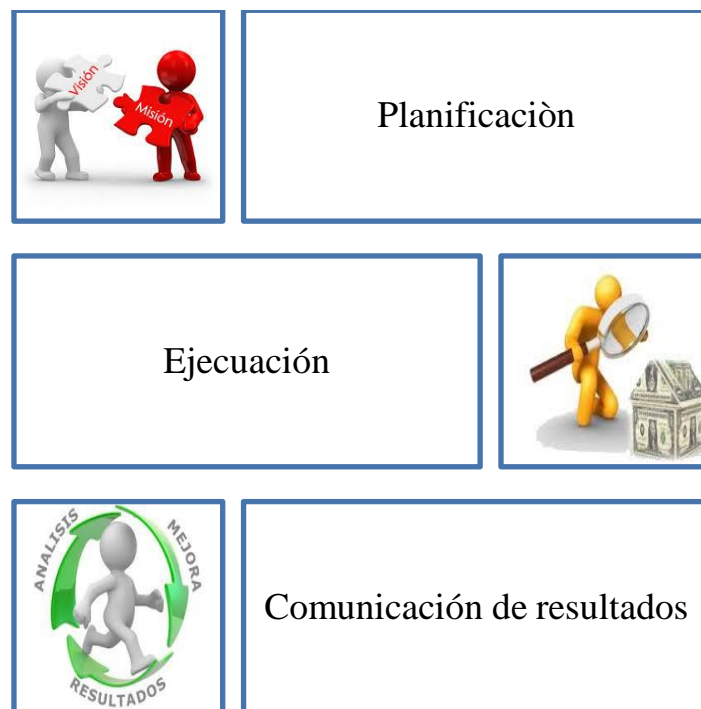 Visión
Misión
Planificaciòn
Ejecuación
ANALISIS
MEJORA
RESULTADOS
Comunicación de resultados